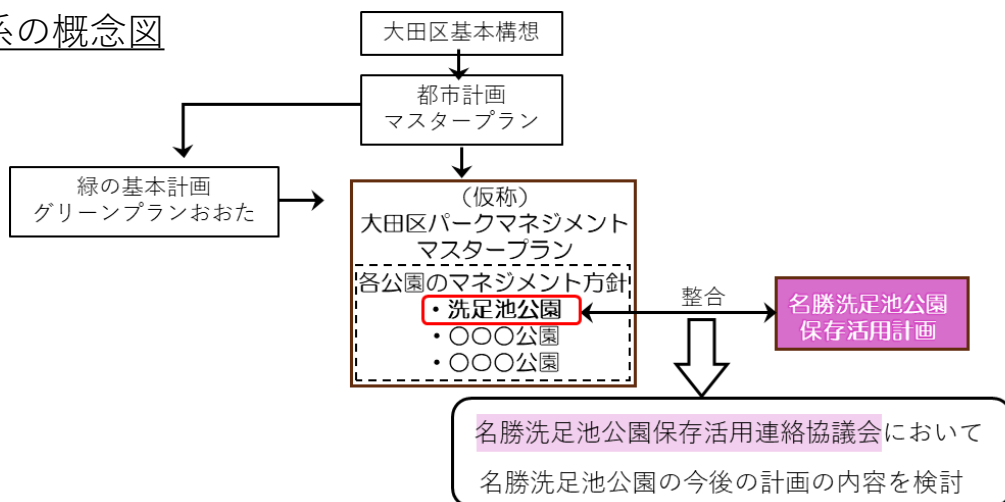 系の概念図
大田区基本構想
都市計画
マスタープラン
緑の基本計画
グリーンプランおおた
（仮称）
大田区パークマネジメント
マスタープラン
各公園のマネジメント方針
・洗足池公園
・〇〇〇公園
・〇〇〇公園
整合
名勝洗足池公園
保存活用計画
名勝洗足池公園保存活用連絡協議会において
名勝洗足池公園の今後の計画の内容を検討